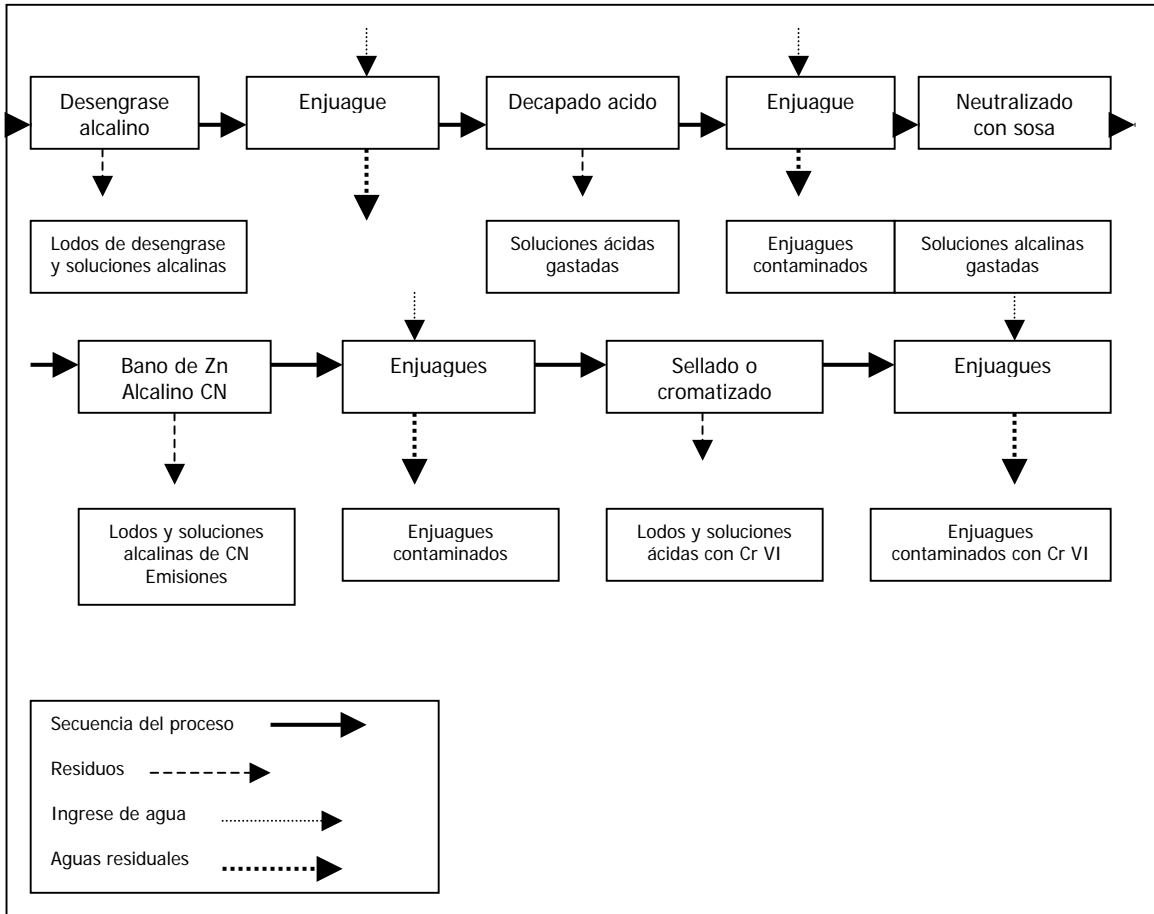 Desengrase
alcalino
Enjuague
Decapado acido
Enjuague
Neutralizado
con sosa
Lodos de desengrase
y soluciones alcalinas
Soluciones ácidas
gastadas
Enjuagues
contaminados
Soluciones alcalinas
gastadas
Bano de Zn
Alcalino CN
Enjuagues
Sellado o
cromatizado
Enjuagues
Lodos y soluciones
alcalinas de CN
Emisiones
Enjuagues
contaminados
Lodos y soluciones
ácidas con Cr VI
Enjuagues
contaminados con Cr VI
Secuencia del proceso
Residuos
Ingrese de agua
Aguas residuales